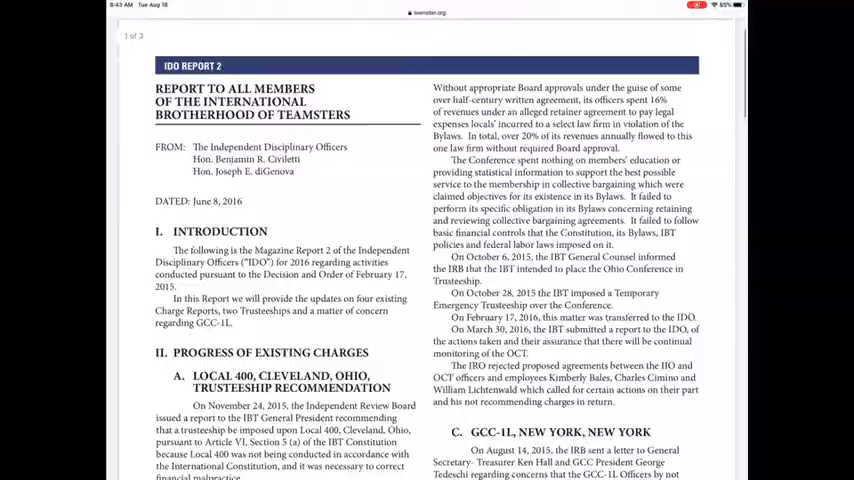 8:43 AM Tue Aug 18
teamster.org
85%
1 of 3
IDO REPORT 2
REPORT TO ALL MEMBERS
OF THE INTERNATIONAL
BROTHERHOOD OF TEAMSTERS
FROM: The Independent Disciplinary Officers
Hon. Benjamin R. Civiletti
Hon. Joseph E. diGenova
DATED: June 8, 2016
I. INTRODUCTION
The following is the Magazine Report 2 of the Independent
Disciplinary Officers ("IDO") for 2016 regarding activities
conducted pursuant to the Decision and Order of February 17,
2015.
In this Report we will provide the updates on four existing
Charge Reports, two Trusteeships and a matter of concern
regarding GCC-1L.
II. PROGRESS OF EXISTING CHARGES
A. LOCAL 400, CLEVELAND, OHIO,
TRUSTEESHIP RECOMMENDATION
On November 24, 2015, the Independent Review Board
issued a report to the IBT General President recommending
that a trusteeship be imposed upon Local 400, Cleveland, Ohio,
pursuant to Article VI, Section 5 (a) of the IBT Constitution
because Local 400 was not being conducted in accordance with
the International Constitution, and it was necessary to correct
financial malpractice.
Without appropriate Board approvals under the guise of some
over half-century written agreement, its officers spent 16%
of revenues under an alleged retainer agreement to pay legal
expenses locals' incurred to a select law firm in violation of the
Bylaws. In total, over 20% of its revenues annually flowed to this
one law firm without required Board approval.
The Conference spent nothing on members' education or
providing statistical information to support the best possible
service to the membership in collective bargaining which were
claimed objectives for its existence in its Bylaws. It failed to
perform its specific obligation in its Bylaws concerning retaining
and reviewing collective bargaining agreements. It failed to follow
basic financial controls that the Constitution, its Bylaws, IBT
policies and federal labor laws imposed on it.
On October 6, 2015, the IBT General Counsel informed
the IRB that the IBT intended to place the Ohio Conference in
Trusteeship.
On October 28, 2015 the IBT imposed a Temporary
Emergency Trusteeship over the Conference.
On February 17, 2016, this matter was transferred to the IDO.
On March 30, 2016, the IBT submitted a report to the IDO, of
the actions taken and their assurance that there will be continual
monitoring of the OCT.
The IRO rejected proposed agreements between the IIO and
OCT officers and employees Kimberly Bales, Charles Cimino and
William Lichtenwald which called for certain actions on their part
and his not recommending charges in return.
C. GCC-1L, NEW YORK, NEW YORK
On August 14, 2015, the IRB sent a letter to General
Secretary- Treasurer Ken Hall and GCC President George
Tedeschi regarding concerns that the GCC-1L Officers by not